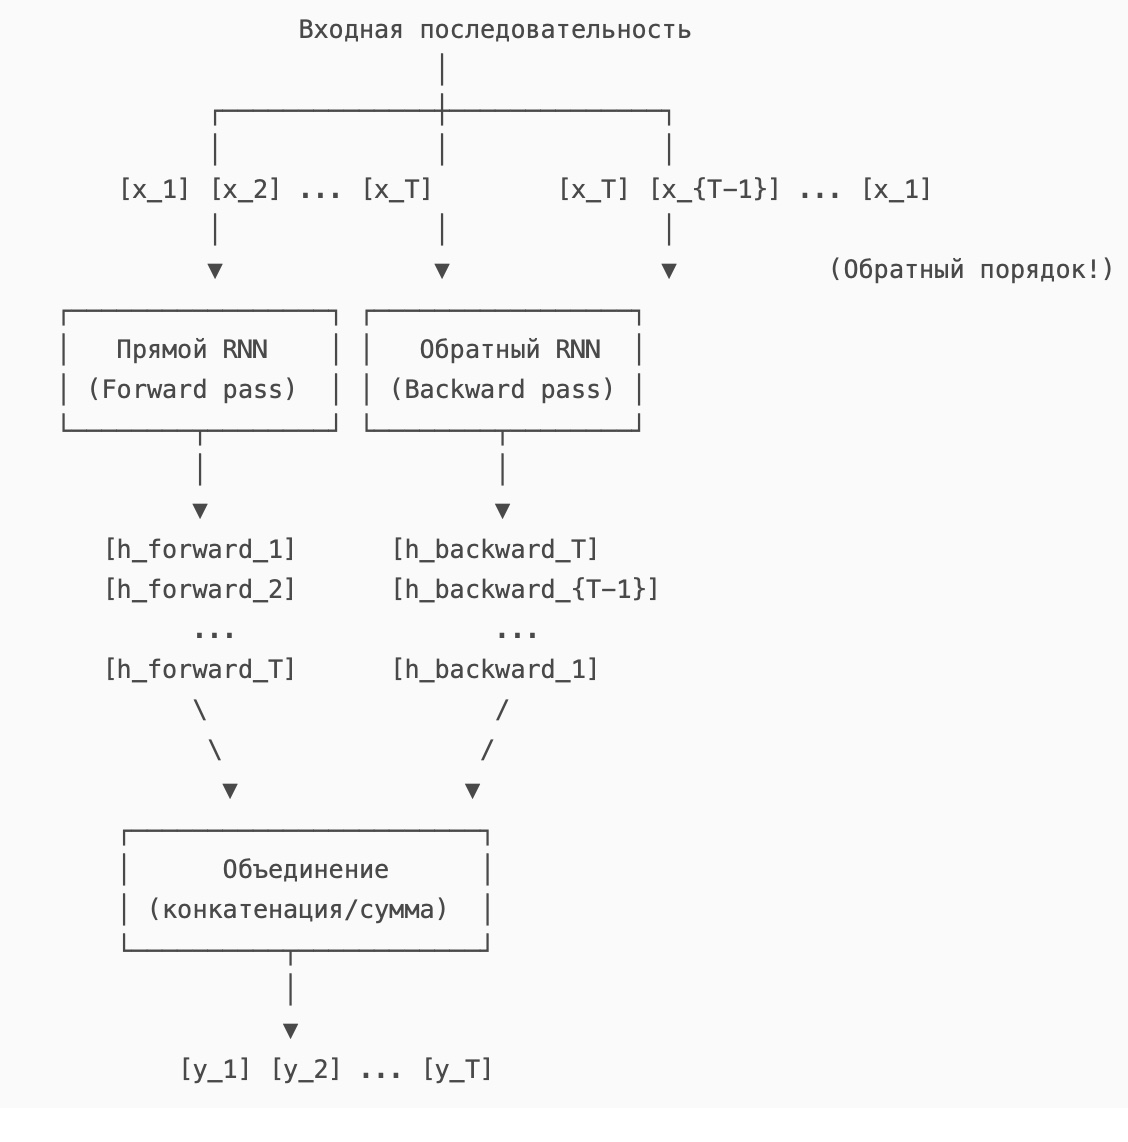 Входная последовательность
[x_1] [x_2] ... [x_T] [x_T] [x_{T-1}] ... [x_1]
(Обратный порядок!)
Прямой RNN Обратный RNN
(Forward pass) (Backward pass)
[h_forward_1] [h_backward_T]
[h_forward_2] [h_backward_{T-1}]
... ...
[h_forward_T] [h_backward_1]
Объединение
(конкатенация/сумма)
[y_1] [y_2] ... [y_T]